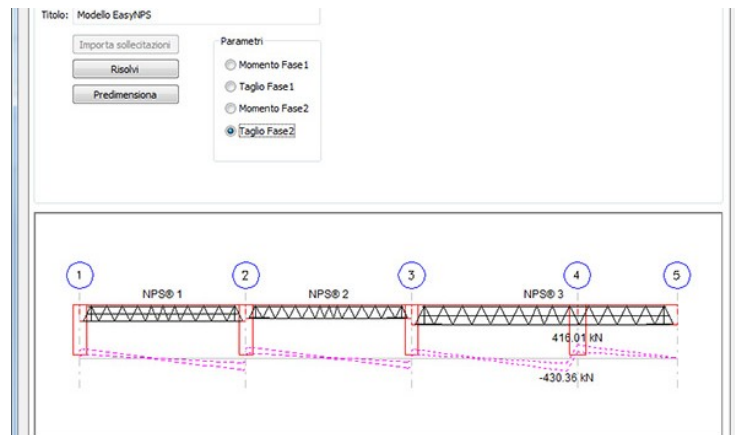 Titolo: Modello EasyNPS
Importa sollecitazioni
Risolvi
Predimensiona
Parametri
Momento Fase1
Taglio Fase1
Momento Fase2
Taglio Fase2
1 2 3 4 5
NPS® 1 NPS® 2 NPS® 3
416.01 kN
-430.36 kN